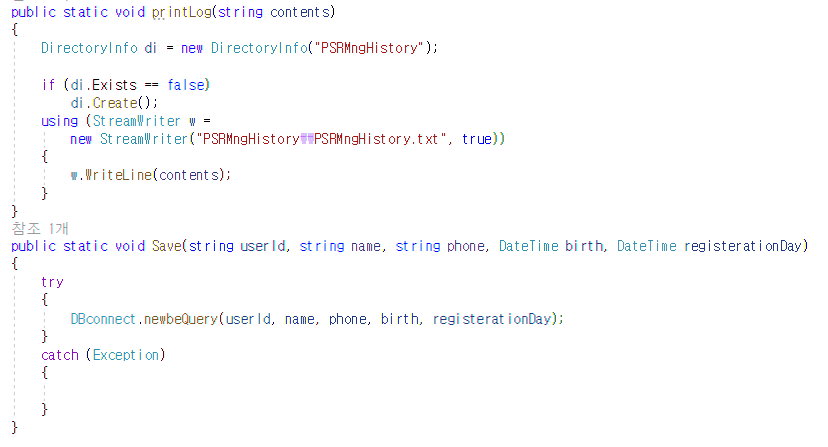 public static void printLog(string contents)
{
    DirectoryInfo di = new DirectoryInfo("PSRMngHistory");

    if (di.Exists == false)
        di.Create();
    using (StreamWriter w =
        new StreamWriter("PSRMngHistory₩₩PSRMngHistory.txt", true))
    {
        w.WriteLine(contents);
    }
}
참조 1개
public static void Save(string userId, string name, string phone, DateTime birth, DateTime registerationDay)
{
    try
    {
        DBconnect.newbeQuery(userId, name, phone, birth, registerationDay);
    }
    catch (Exception)
    {

    }
}